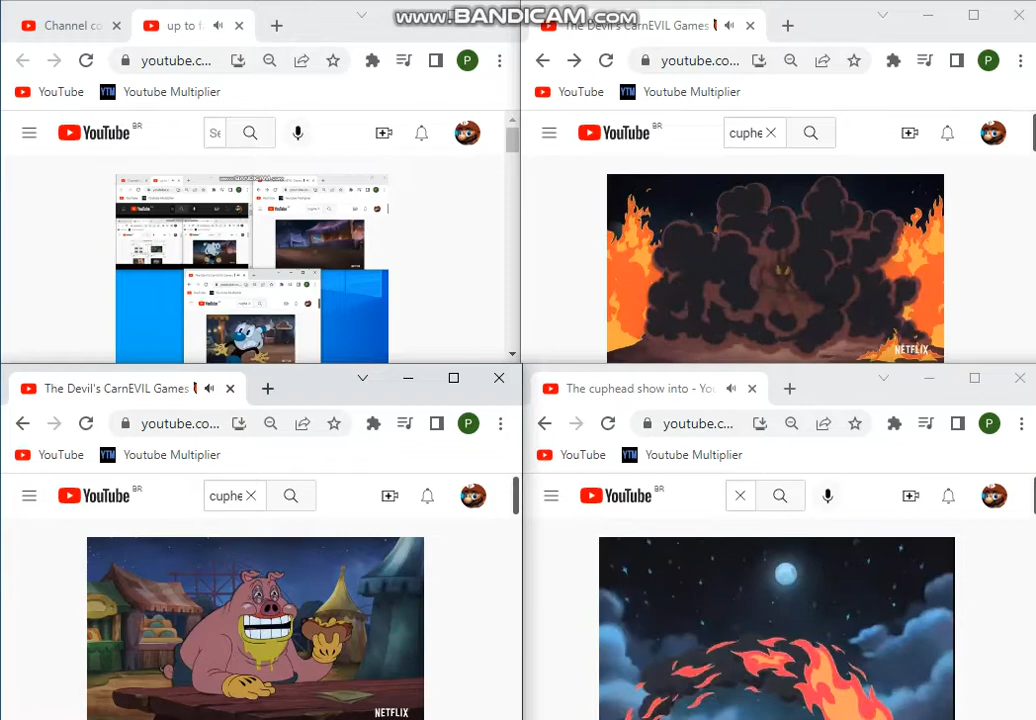 www.BANDICAM.com
Channel co
up to f
The Devil's CarnEVIL Games
youtube.c...
youtube.co...
YouTube
Youtube Multiplier
YouTube
Youtube Multiplier
YouTube BR
Se
YouTube BR
cuphe
NETFLIX
The Devil's CarnEVIL Games
The cuphead show into - You
youtube.co...
youtube.c...
YouTube
Youtube Multiplier
YouTube
Youtube Multiplier
YouTube BR
cuphe
YouTube BR
NETFLIX